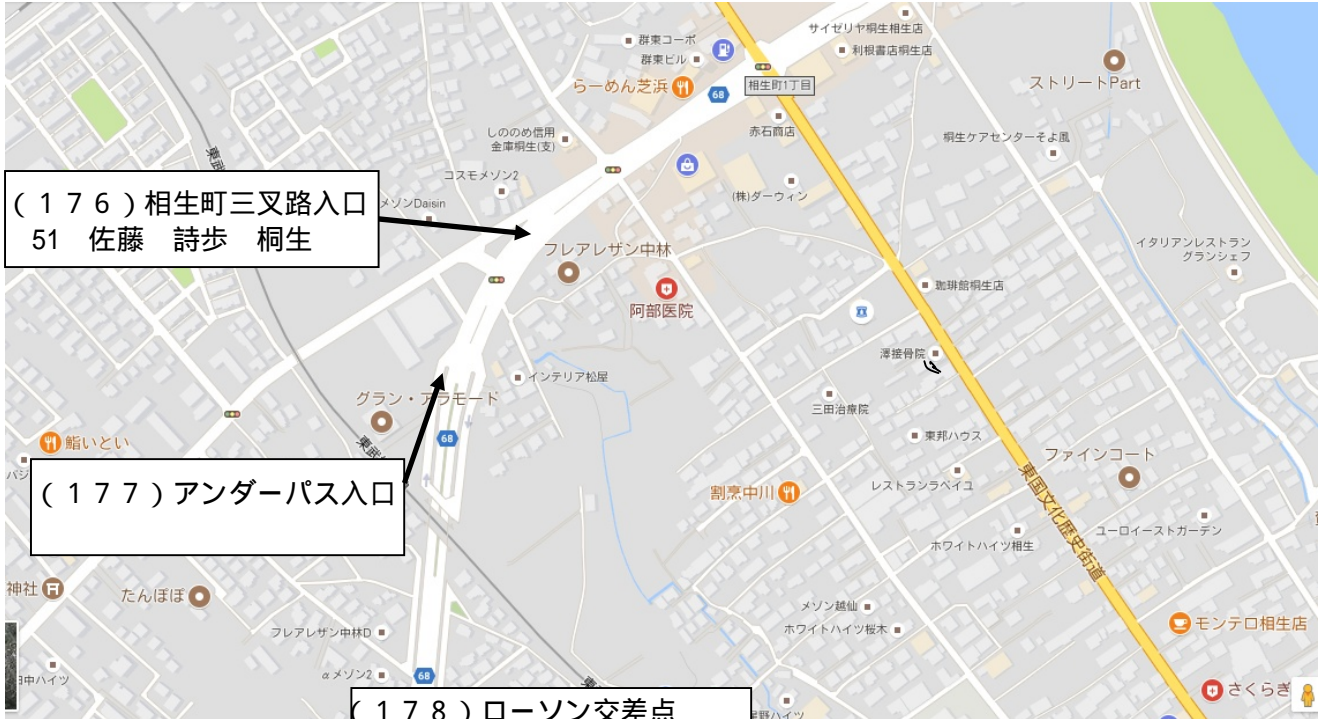 サイゼリヤ桐生相生店
群東コーポ
利根書店桐生店
群東ビル
らーめん芝浜
68
相生町1丁目
ストリートPart
赤石商店
しののめ信用
金庫桐生(支)
桐生ケアセンターそよ風
コスモメゾン2
(株)ダーウィン
メゾンDaisin
(176)相生町三叉路入口
51 佐藤 詩歩 桐生
フレアレザン中林
イタリアンレストラン
グランシェフ
阿部医院
珈琲館桐生店
澤接骨院
インテリア松屋
グラン・アラモード
三田治療院
68
鮨いとい
東邦ハウス
ファインコート
(177)アンダーパス入口
割烹中川
レストランラベイユ
東国文化歴史街道
ユーロイーストガーデン
ホワイトハイツ相生
神社
たんぽぽ
メゾン越仙
モンテロ相生店
フレアレザン中林D
ホワイトハイツ桜木
αメゾン2
68
田中ハイツ
さくらぎ
(178)ローソン交差点